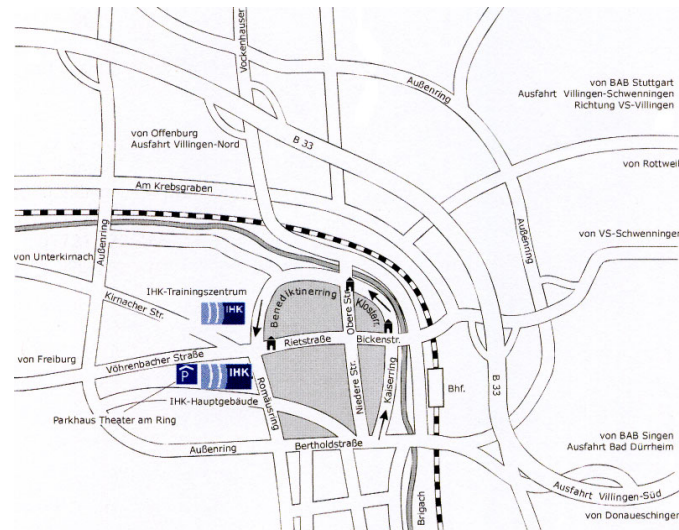 Vockenhauser
Außenring
von BAB Stuttgart
Ausfahrt Villingen-Schwenningen
Richtung VS-Villingen
von Offenburg
Ausfahrt Villingen-Nord
B 33
von Rottweil
Am Krebsgraben
Außenring
Außenring
von VS-Schwenningen
von Unterkirnach
IHK-Trainingszentrum
Kirnacher Str.
IHK
Benediktinerring
Obere Str.
Klosterr.
Rietstraße
Bickenstr.
von Freiburg
Vöhrenbacher Straße
P
IHK
Romäusring
Niedere Str.
Kaiserring
Bhf.
B 33
IHK-Hauptgebäude
Parkhaus Theater am Ring
Außenring
Bertholdstraße
von BAB Singen
Ausfahrt Bad Dürrheim
Ausfahrt Villingen-Süd
Brigach
von Donaueschingen